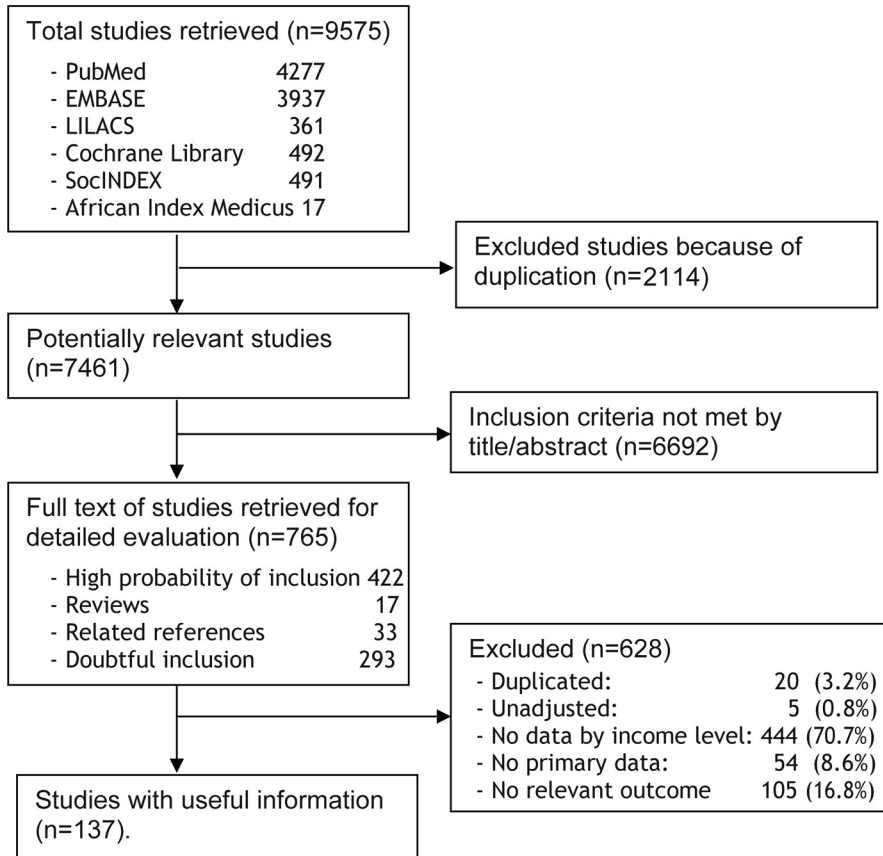 Total studies retrieved (n=9575)
- PubMed 4277
- EMBASE 3937
- LILACS 361
- Cochrane Library 492
- SocINDEX 491
- African Index Medicus 17
Excluded studies because of
duplication (n=2114)
Potentially relevant studies
(n=7461)
Inclusion criteria not met by
title/abstract (n=6692)
Full text of studies retrieved for
detailed evaluation (n=765)
- High probability of inclusion 422
- Reviews 17
- Related references 33
- Doubtful inclusion 293
Excluded (n=628)
- Duplicated: 20 (3.2%)
- Unadjusted: 5 (0.8%)
- No data by income level: 444 (70.7%)
- No primary data: 54 (8.6%)
- No relevant outcome 105 (16.8%)
Studies with useful information
(n=137).